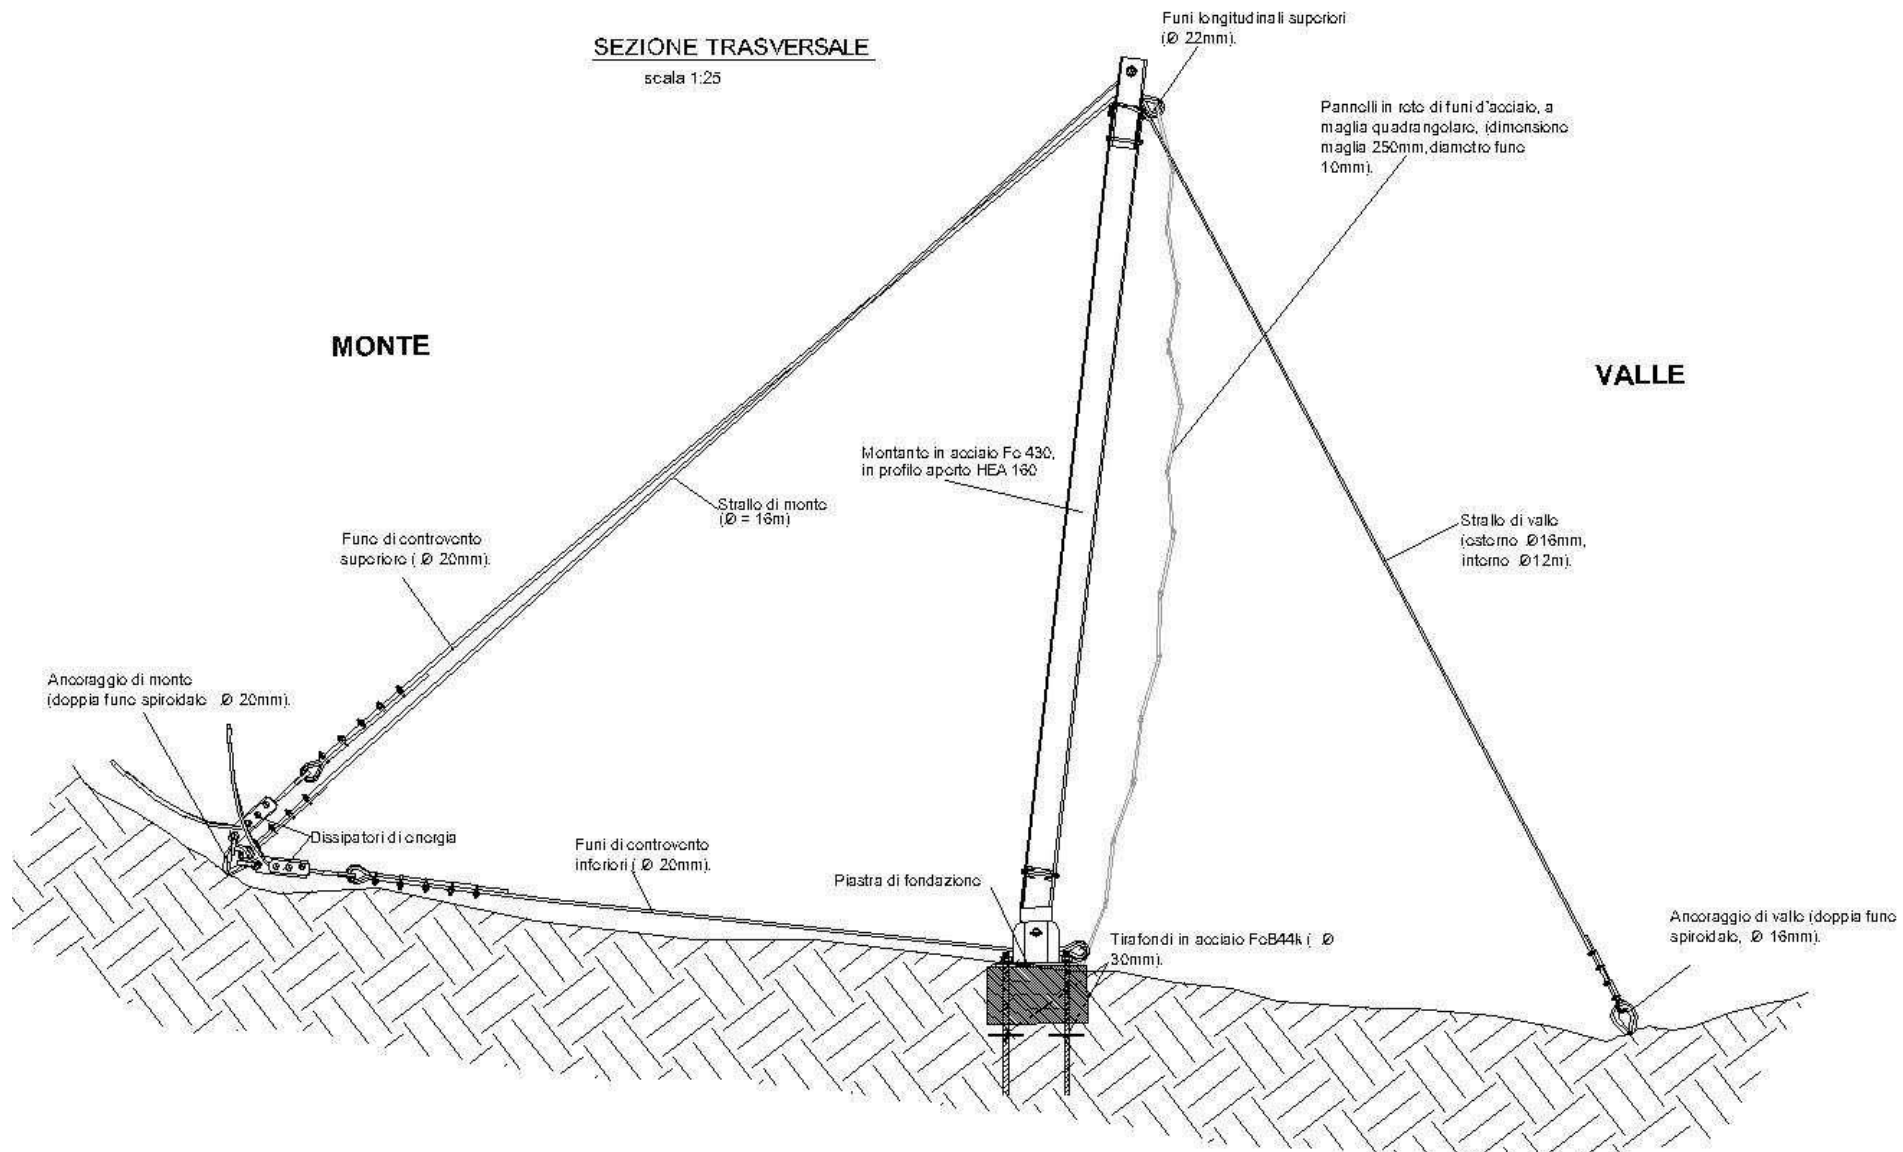 SEZIONE TRASVERSALE
scala 1:25
Funi longitudinali superiori
(Ø 22mm).
Pannelli in rete di funi d'acciaio, a
maglia quadrangolare, (dimensione
maglia 250mm, diametro fune
10mm).
MONTE
VALLE
Montante in acciaio Fe 430,
in profilo aperto HEA 160
Strallo di monte
(Ø = 16m)
Fune di controvento
superiore ( Ø 20mm).
Strallo di valle
(esterno Ø16mm,
interno Ø12m).
Ancoraggio di monte
(doppia fune spiroidale Ø 20mm).
Dissipatori di energia
Funi di controvento
inferiori ( Ø 20mm).
Piastra di fondazione
Tirafondi in acciaio FeB44k ( Ø
30mm).
Ancoraggio di valle (doppia fune
spiroidale, Ø 16mm).